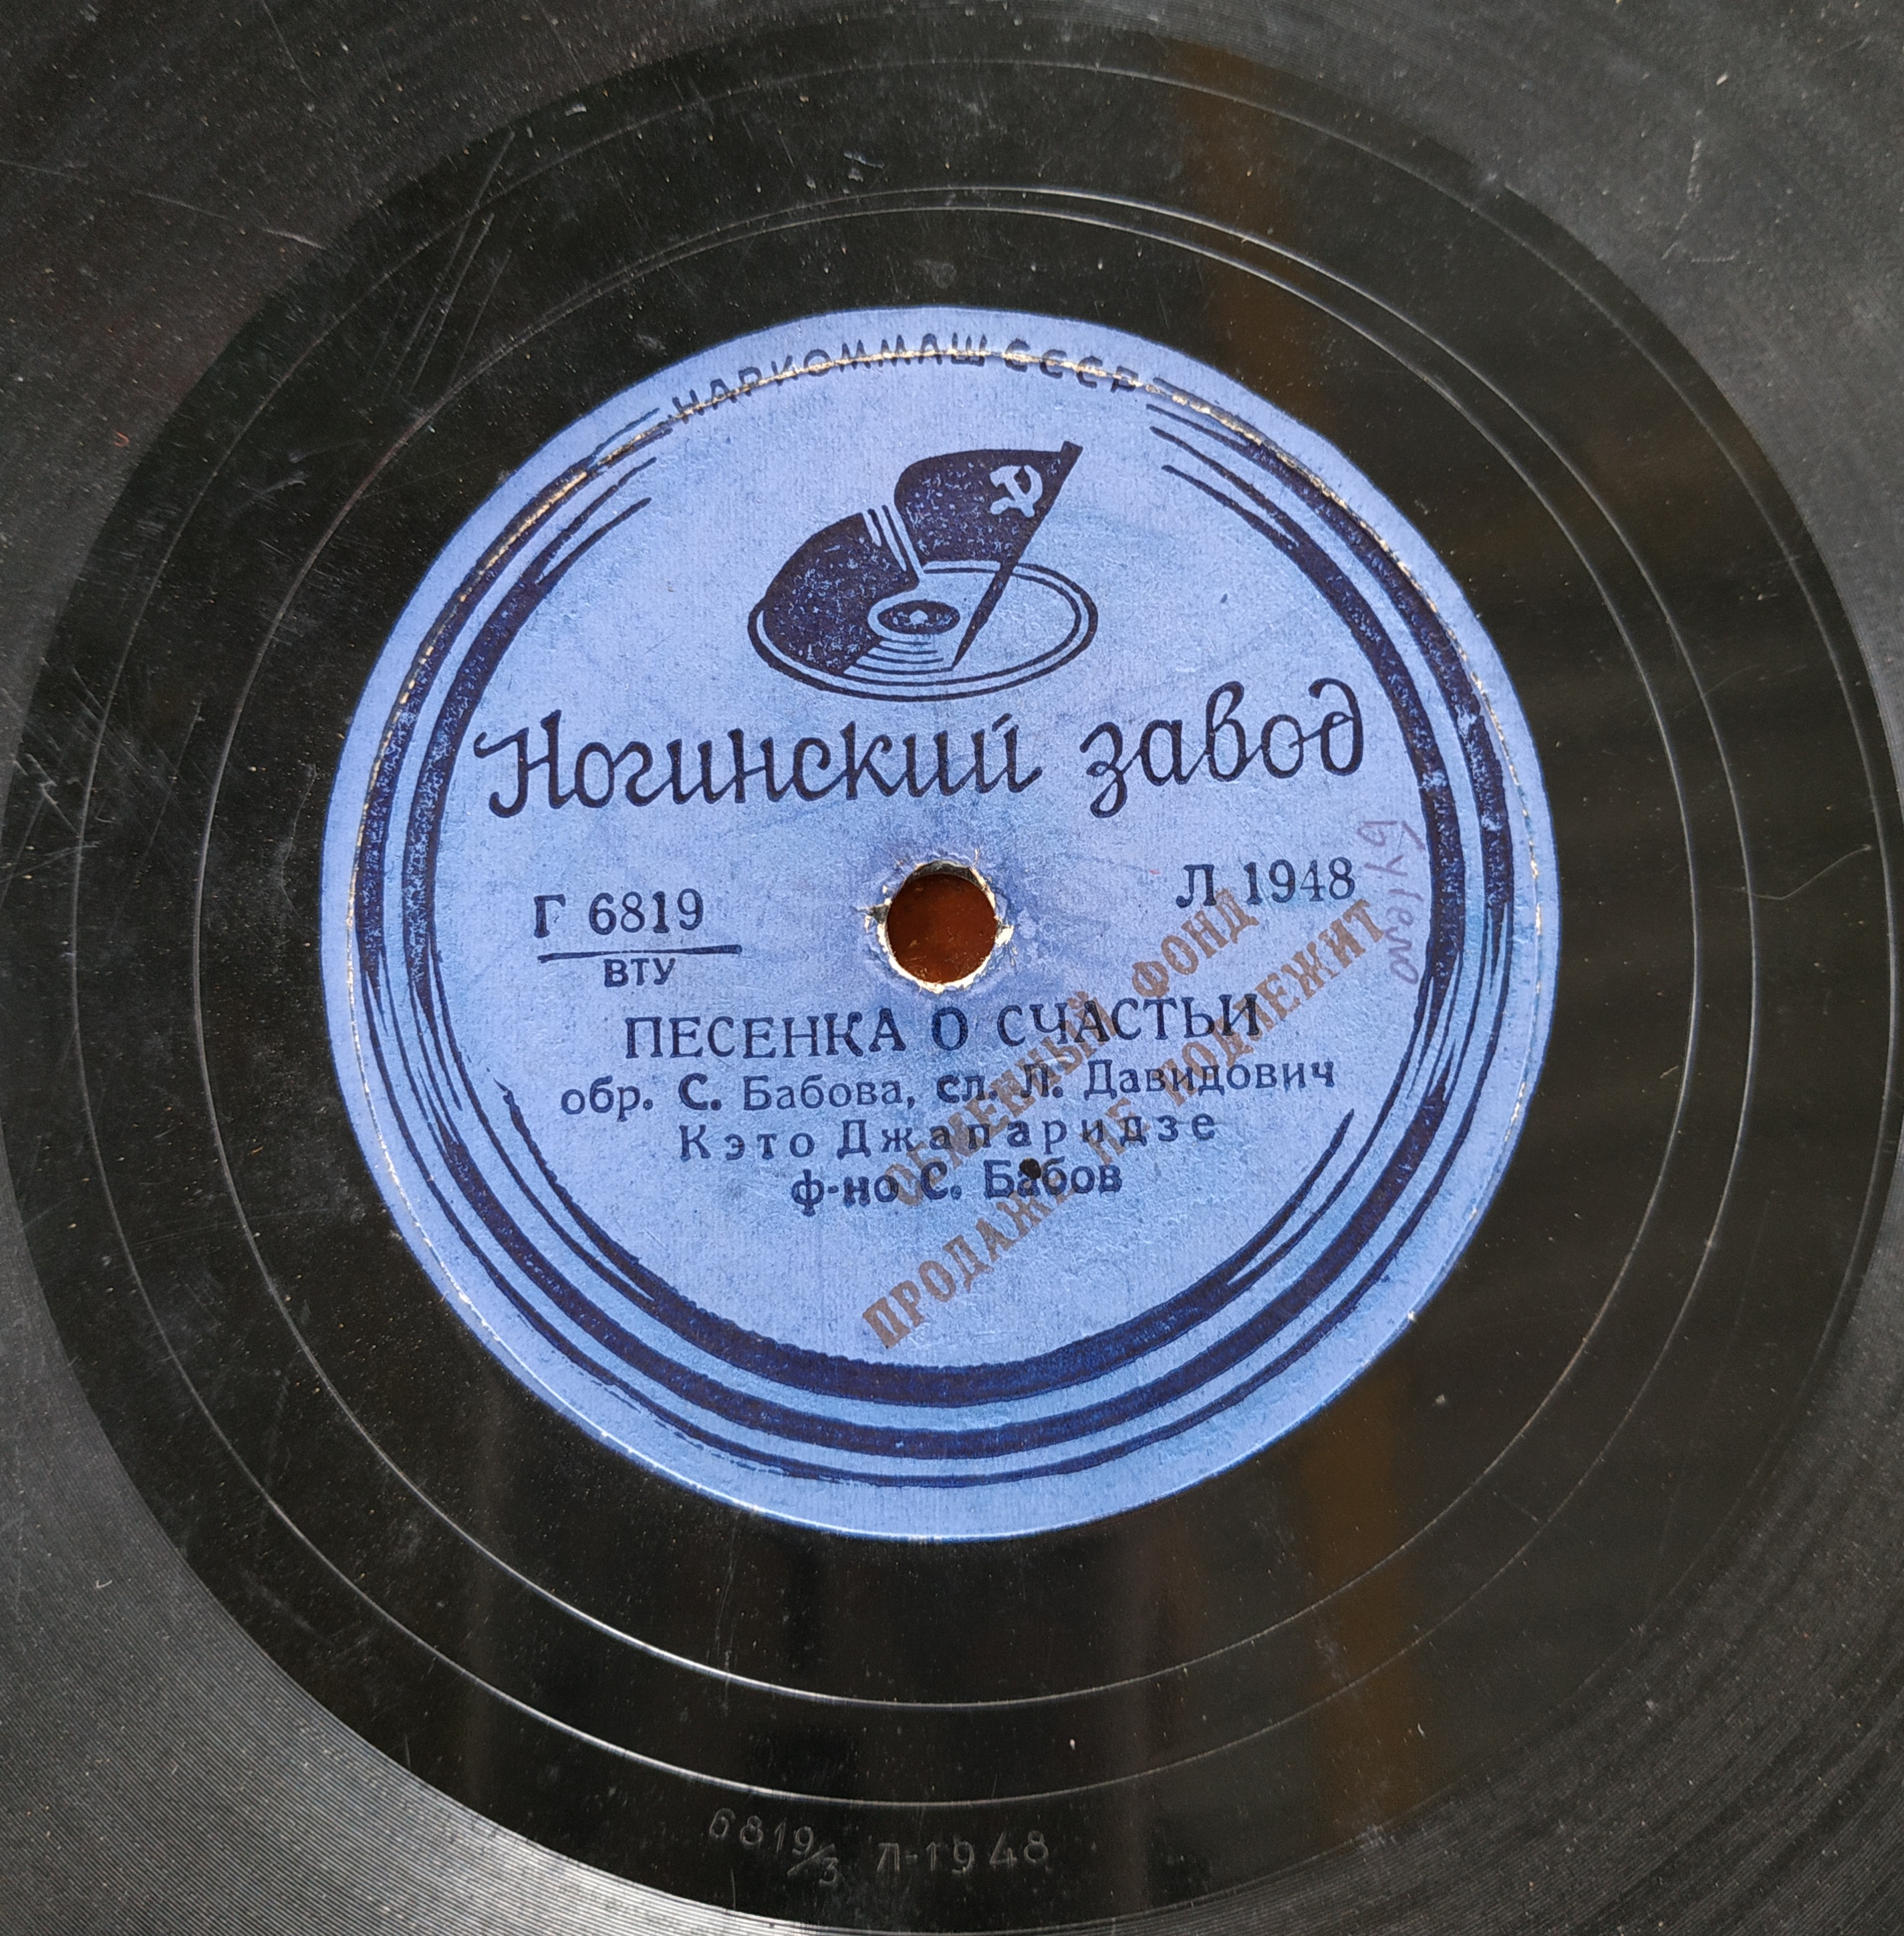 НАРКОММАШ СССР
Ногинский завод
Г 6819
ВТУ
Л 1948
ПЕСЕНКА О СЧАСТЬИ
обр. С. Бабова, сл. Л. Давидович
Кэто Джапаридзе
ф-но С. Бабов
ОБМЕННЫЙ ФОНД
ПРОДАЖЕ НЕ ПОДЛЕЖИТ
6819/3 Л-1948